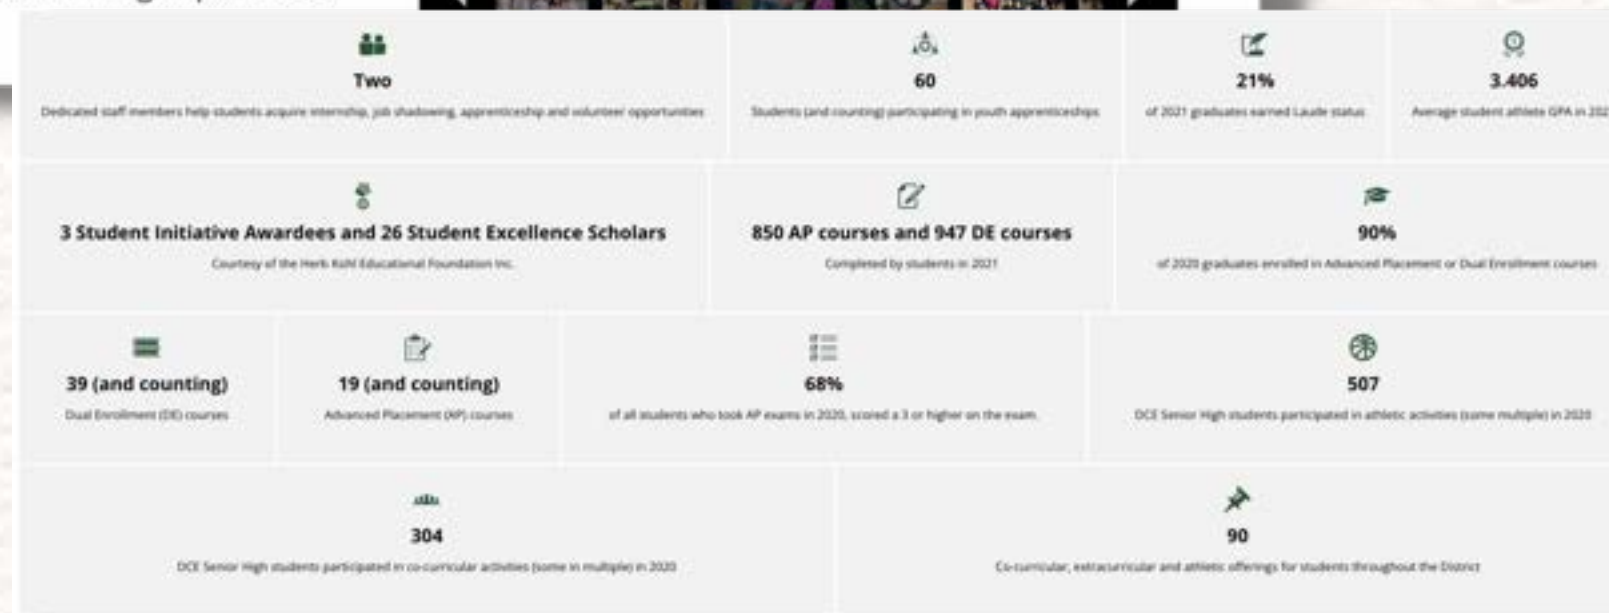 Two
Dedicated staff members help students acquire internship, job shadowing, apprenticeship and volunteer opportunities
60
Students (and counting) participating in youth apprenticeships
21%
of 2021 graduates earned Laude status
3.406
Average student athlete GPA in 202
3 Student Initiative Awardees and 26 Student Excellence Scholars
Courtesy of the Herb Kohl Educational Foundation Inc.
850 AP courses and 947 DE courses
Completed by students in 2021
90%
of 2020 graduates enrolled in Advanced Placement or Dual Enrollment courses
39 (and counting)
Dual Enrollment (DE) courses
19 (and counting)
Advanced Placement (AP) courses
68%
of all students who took AP exams in 2020, scored a 3 or higher on the exam.
507
DCE Senior High students participated in athletic activities (some multiple) in 2020
304
DCE Senior High students participated in co-curricular activities (some in multiple) in 2020
90
Co-curricular, extracurricular and athletic offerings for students throughout the District